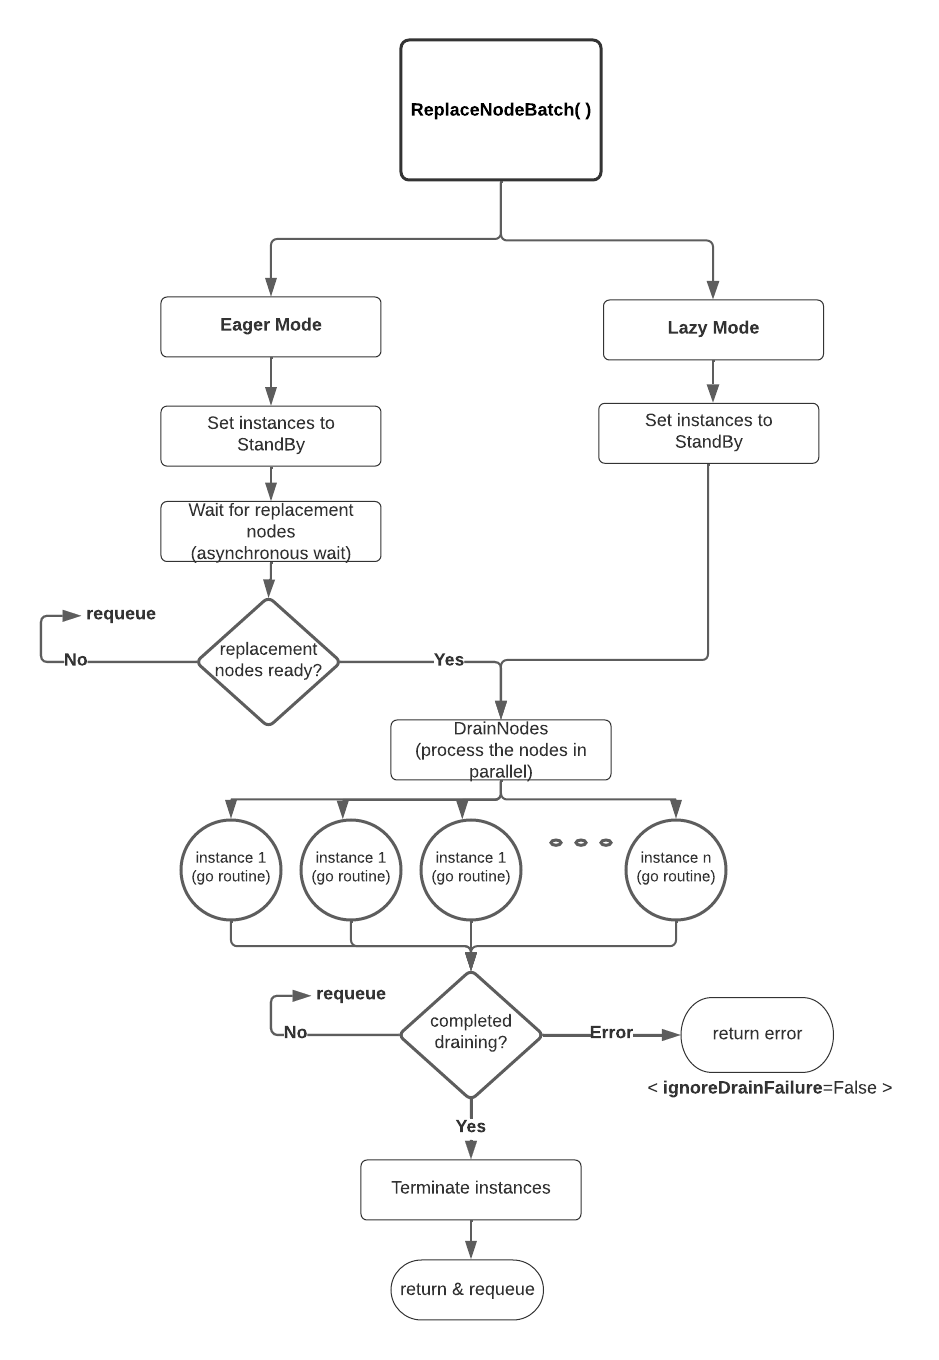 ReplaceNodeBatch( )
Eager Mode
Lazy Mode
Set instances to
StandBy
Set instances to
StandBy
Wait for replacement
nodes
(asynchronous wait)
requeue
No
replacement
nodes ready?
Yes
DrainNodes
(process the nodes in
parallel)
instance 1
(go routine)
instance 1
(go routine)
instance 1
(go routine)
instance n
(go routine)
requeue
No
completed
draining?
Error
return error
< ignoreDrainFailure=False >
Yes
Terminate instances
return & requeue